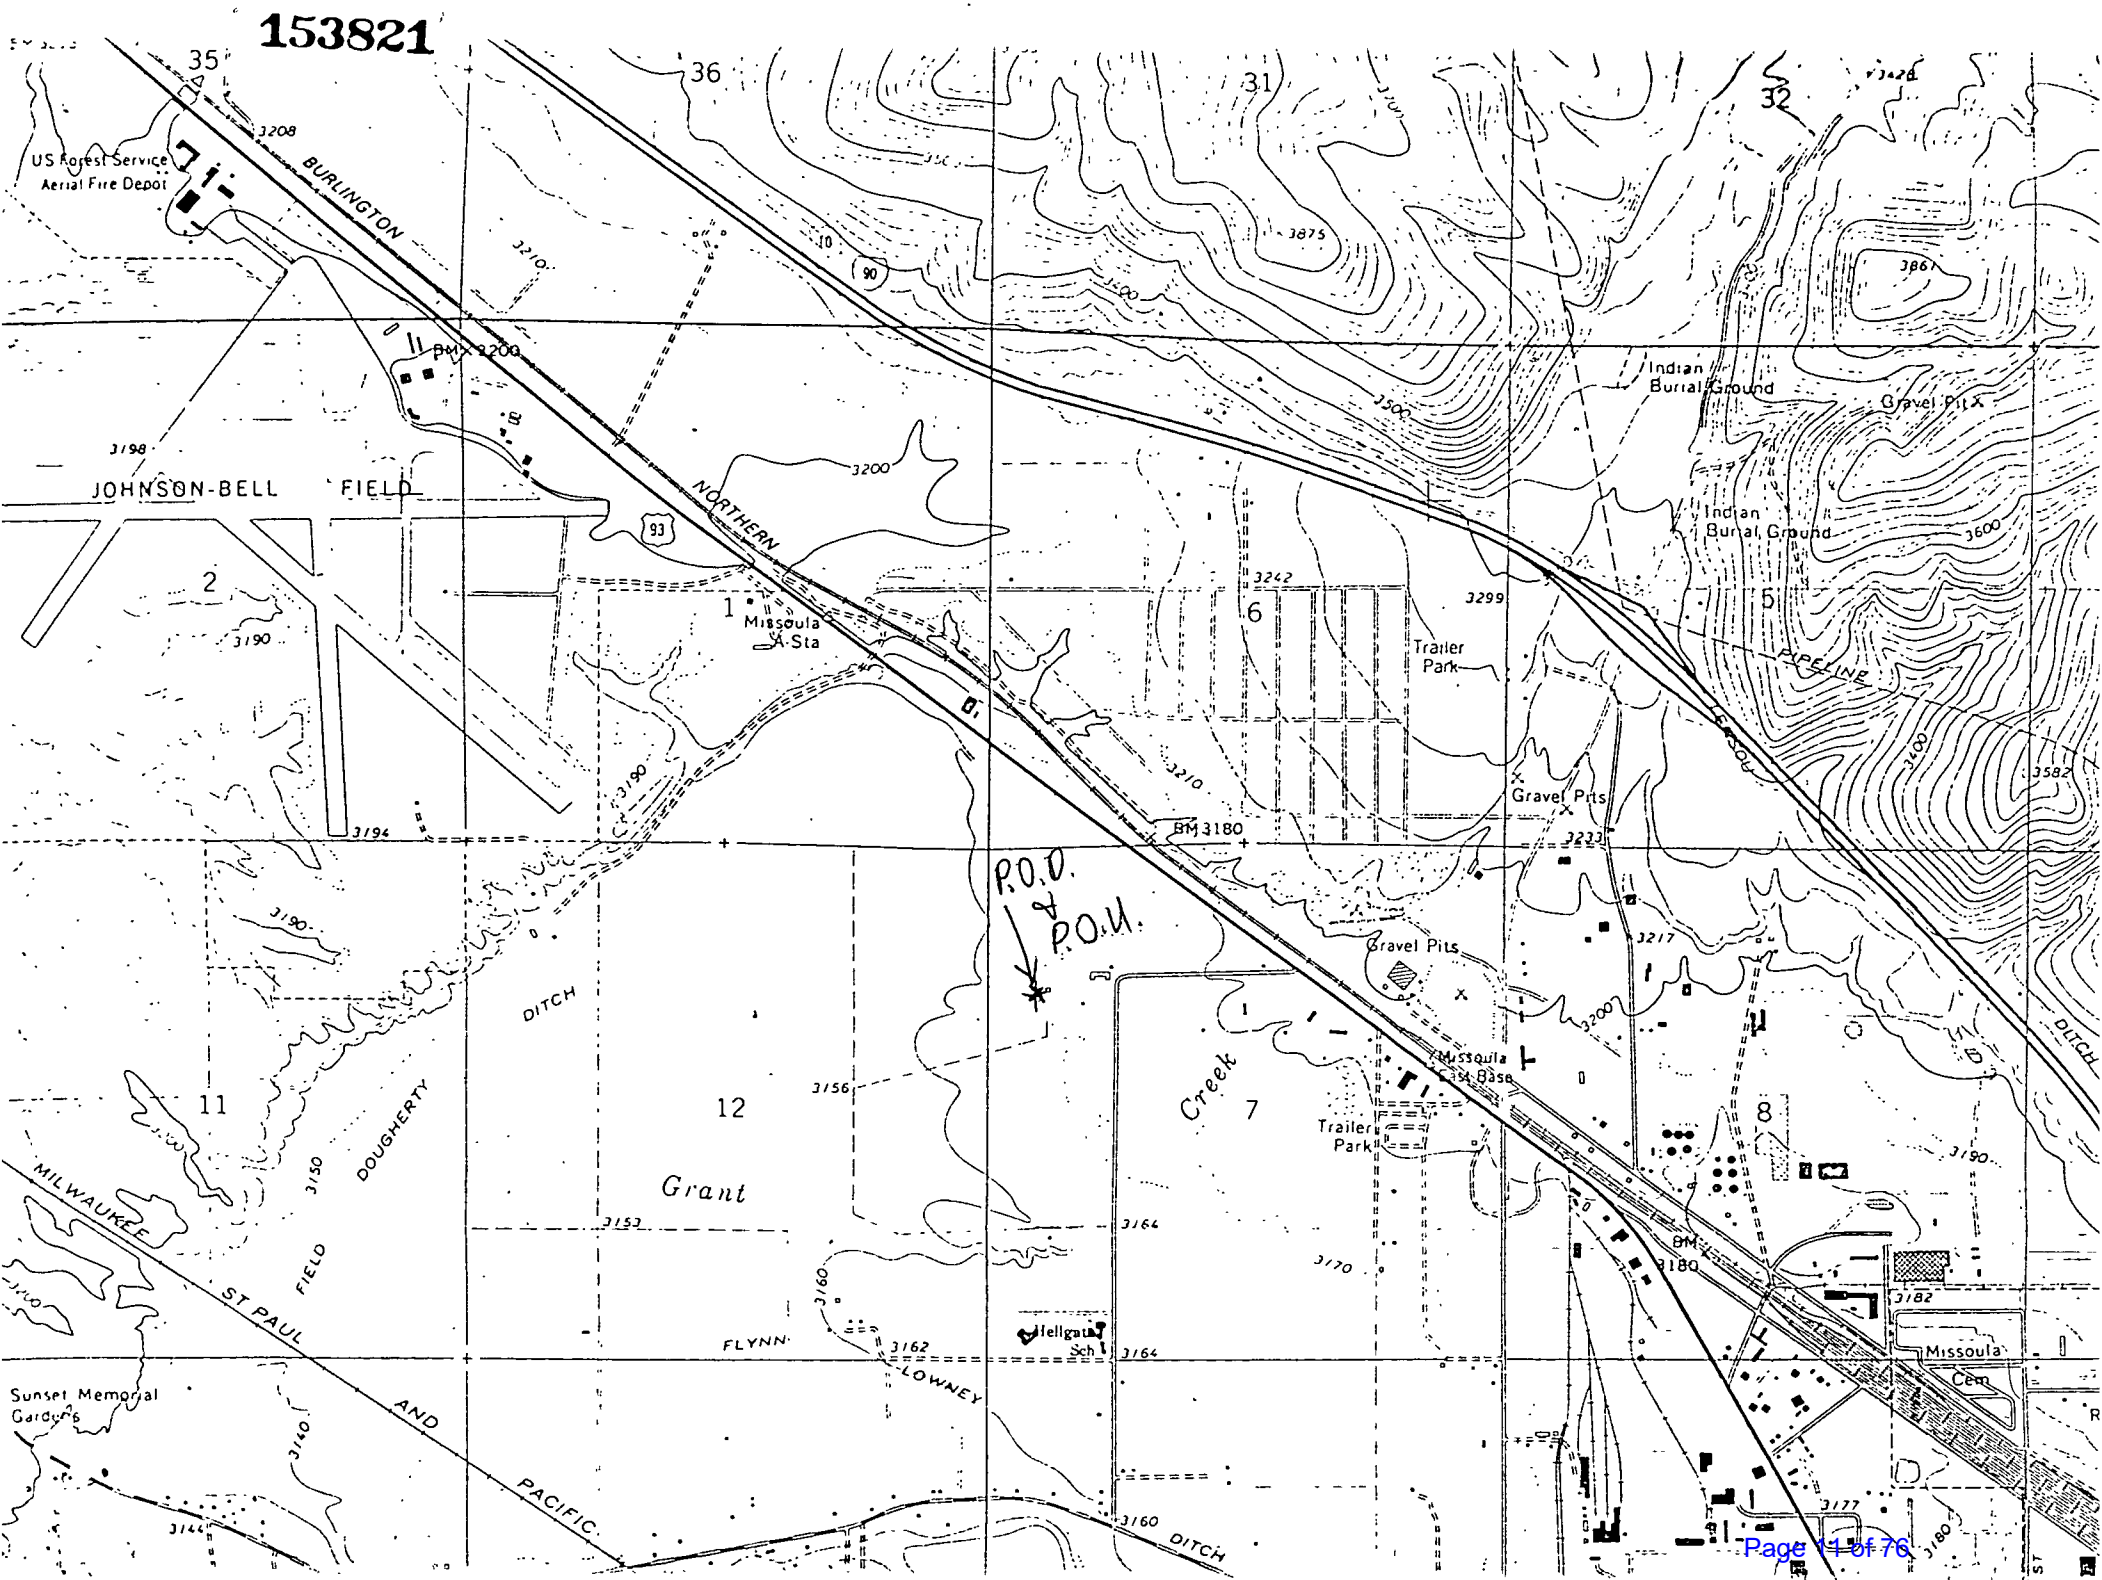 153821
35
36
31
32
3208
US Forest Service
Aerial Fire Depot
BURLINGTON
3210
10
90
3875
3861
3400
BM X 3200
Indian
Burial Ground
3500
Gravel Pit X
3198
3200
JOHNSON-BELL FIELD
NORTHERN
93
Indian
Burial Ground
3600
2
3242
3299
1
6
5
3190
Missoula
Trailer
Park
PIPELINE
3400
3190
3210
3582
Gravel Pits
BM 3180
3194
3233
P.O.D.
&
P.O.U.
3190
3217
Gravel Pits
DITCH
3200
DITCH
Missoula
East Base
3156
Creek
11
12
7
8
DOUGHERTY
Trailer
Park
3150
3190
MILWAUKEE
Grant
3153
3164
BM
3180
FIELD
3170
3160
ST PAUL
3182
Hellgate
Sch
FLYNN
3162
3164
LOWNEY
Missoula
Cem
Sunset Memorial
Gardens
AND
3140
PACIFIC
3144
3160
DITCH
3177
3180
ST
R
Page 11 of 76